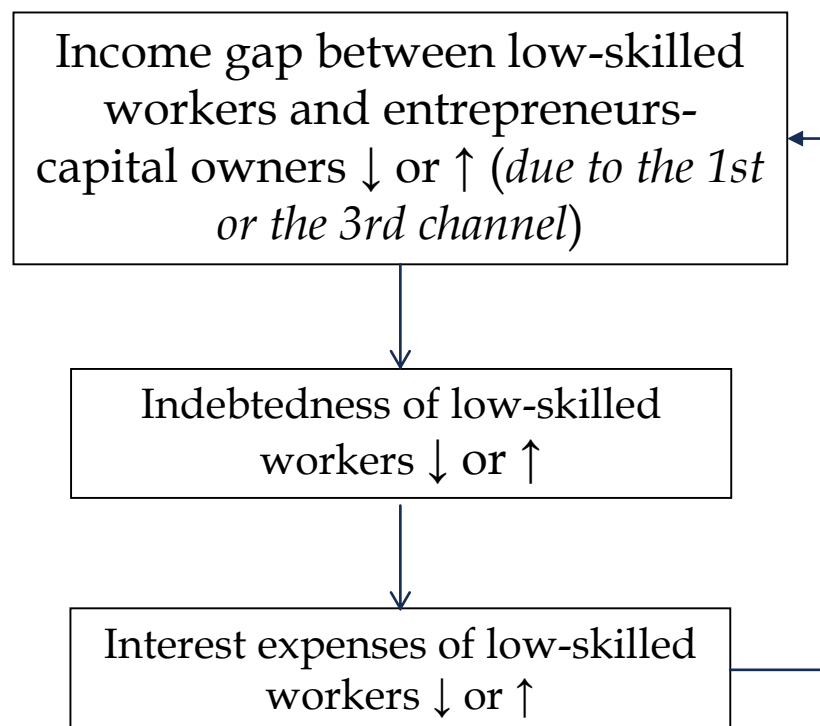 Income gap between low-skilled
workers and entrepreneurs-
capital owners ↓ or ↑ (due to the 1st
or the 3rd channel)
Indebtedness of low-skilled
workers ↓ or ↑
Interest expenses of low-skilled
workers ↓ or ↑